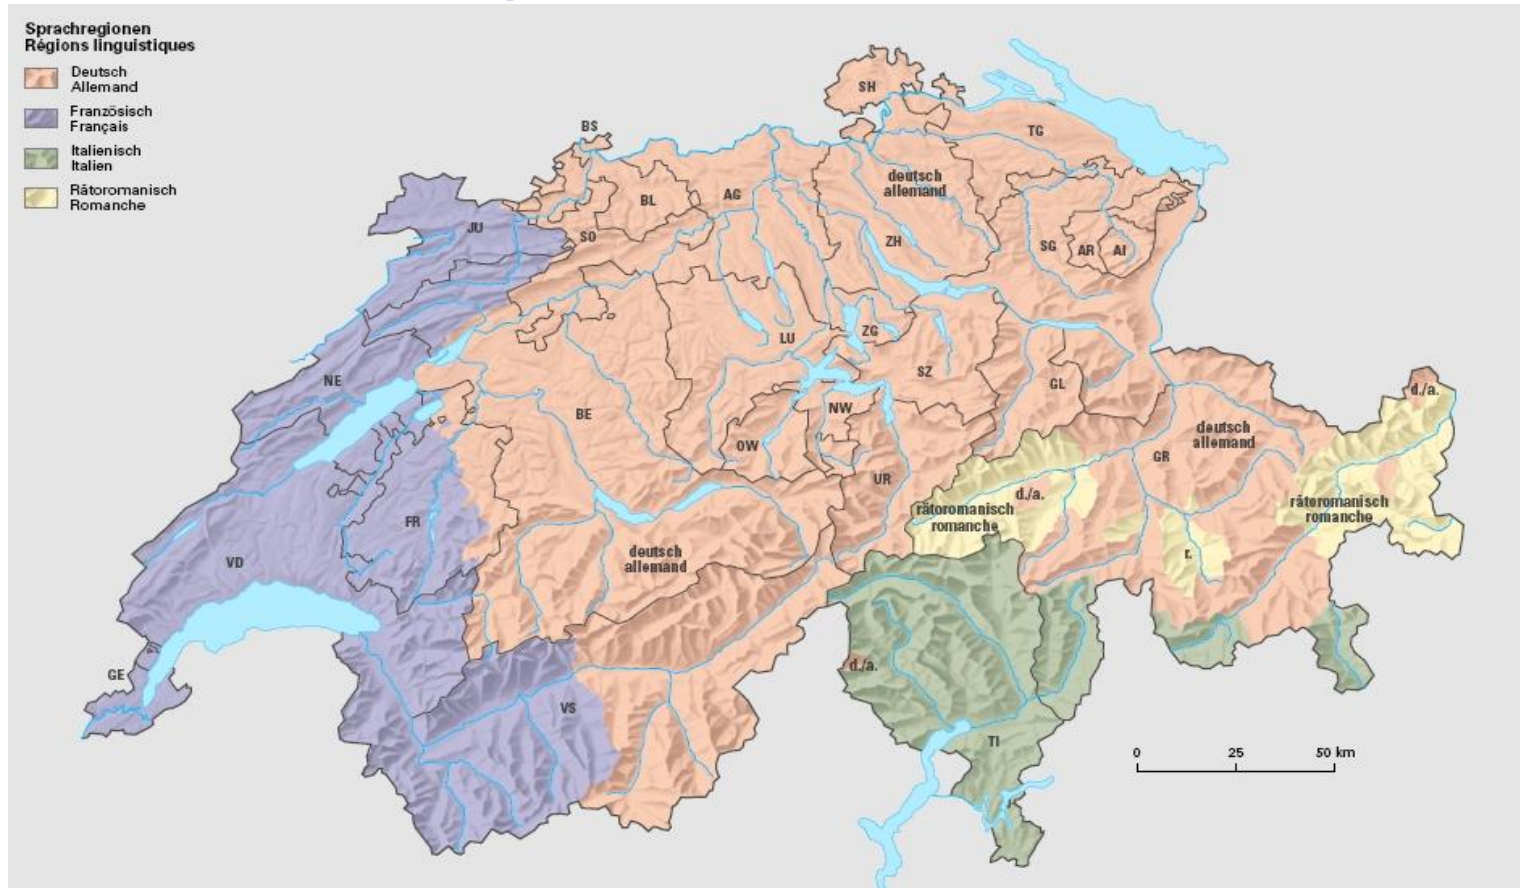 Sprachregionen
Régions linguistiques
Deutsch
Allemand
Französisch
Français
Italienisch
Italien
Rätoromanisch
Romanche
SH
BS
TG
deutsch
allemand
BL
AG
JU
SO
ZH
SG
AR
AI
LU
ZG
NE
SZ
GL
d./a.
BE
NW
deutsch
allemand
OW
GR
UR
d./a.
rätoromanisch
romanche
rätoromanisch
romanche
FR
deutsch
allemand
r.
VD
d./a.
GE
VS
TI
0 25 50 km